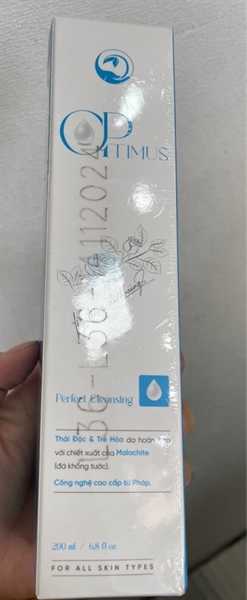 OPTIMUS
Perfect Cleansing
Thải Độc & Trẻ Hóa da hoàn
với chiết xuất của Malachite
(đá khổng tước).
Công nghệ cao cấp từ Pháp.
200 ml / 6.8 fl oz
FOR ALL SKIN TYPES